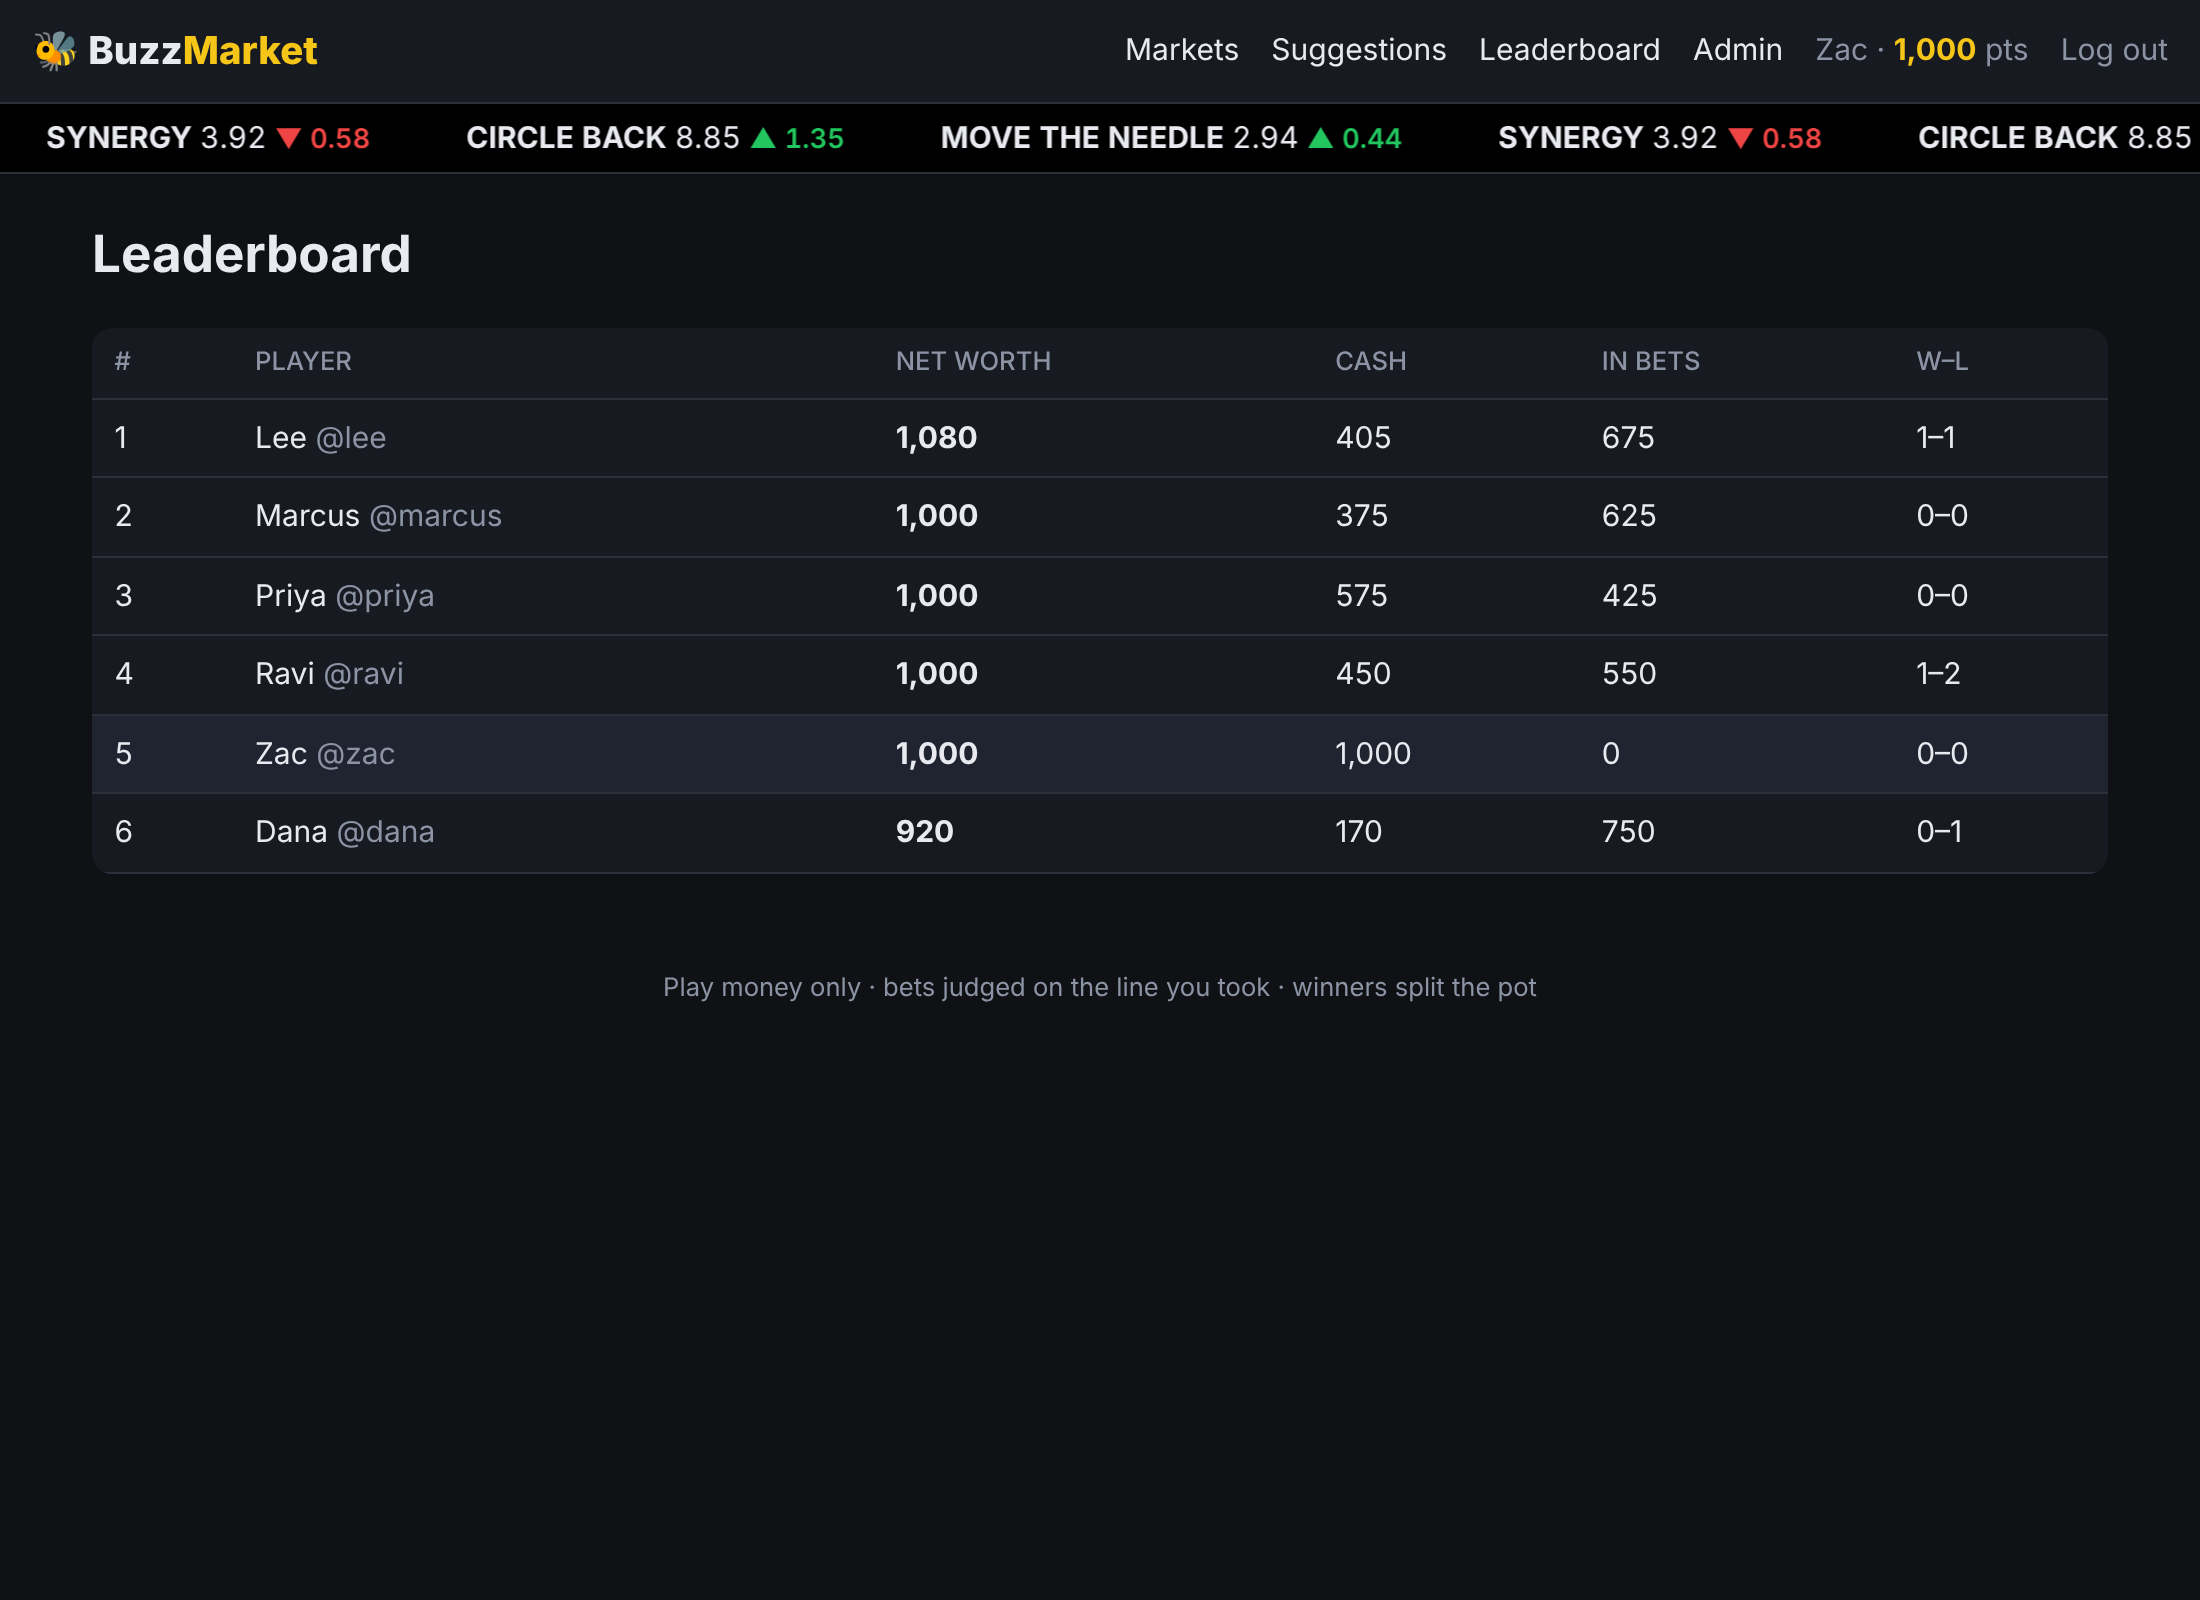 BuzzMarket Markets Suggestions Leaderboard Admin Zac · 1,000 pts Log out
SYNERGY 3.92 ▼ 0.58 CIRCLE BACK 8.85 ▲ 1.35 MOVE THE NEEDLE 2.94 ▲ 0.44 SYNERGY 3.92 ▼ 0.58 CIRCLE BACK 8.85
Leaderboard
# PLAYER NET WORTH CASH IN BETS W–L
1 Lee @lee 1,080 405 675 1–1
2 Marcus @marcus 1,000 375 625 0–0
3 Priya @priya 1,000 575 425 0–0
4 Ravi @ravi 1,000 450 550 1–2
5 Zac @zac 1,000 1,000 0 0–0
6 Dana @dana 920 170 750 0–1
Play money only · bets judged on the line you took · winners split the pot